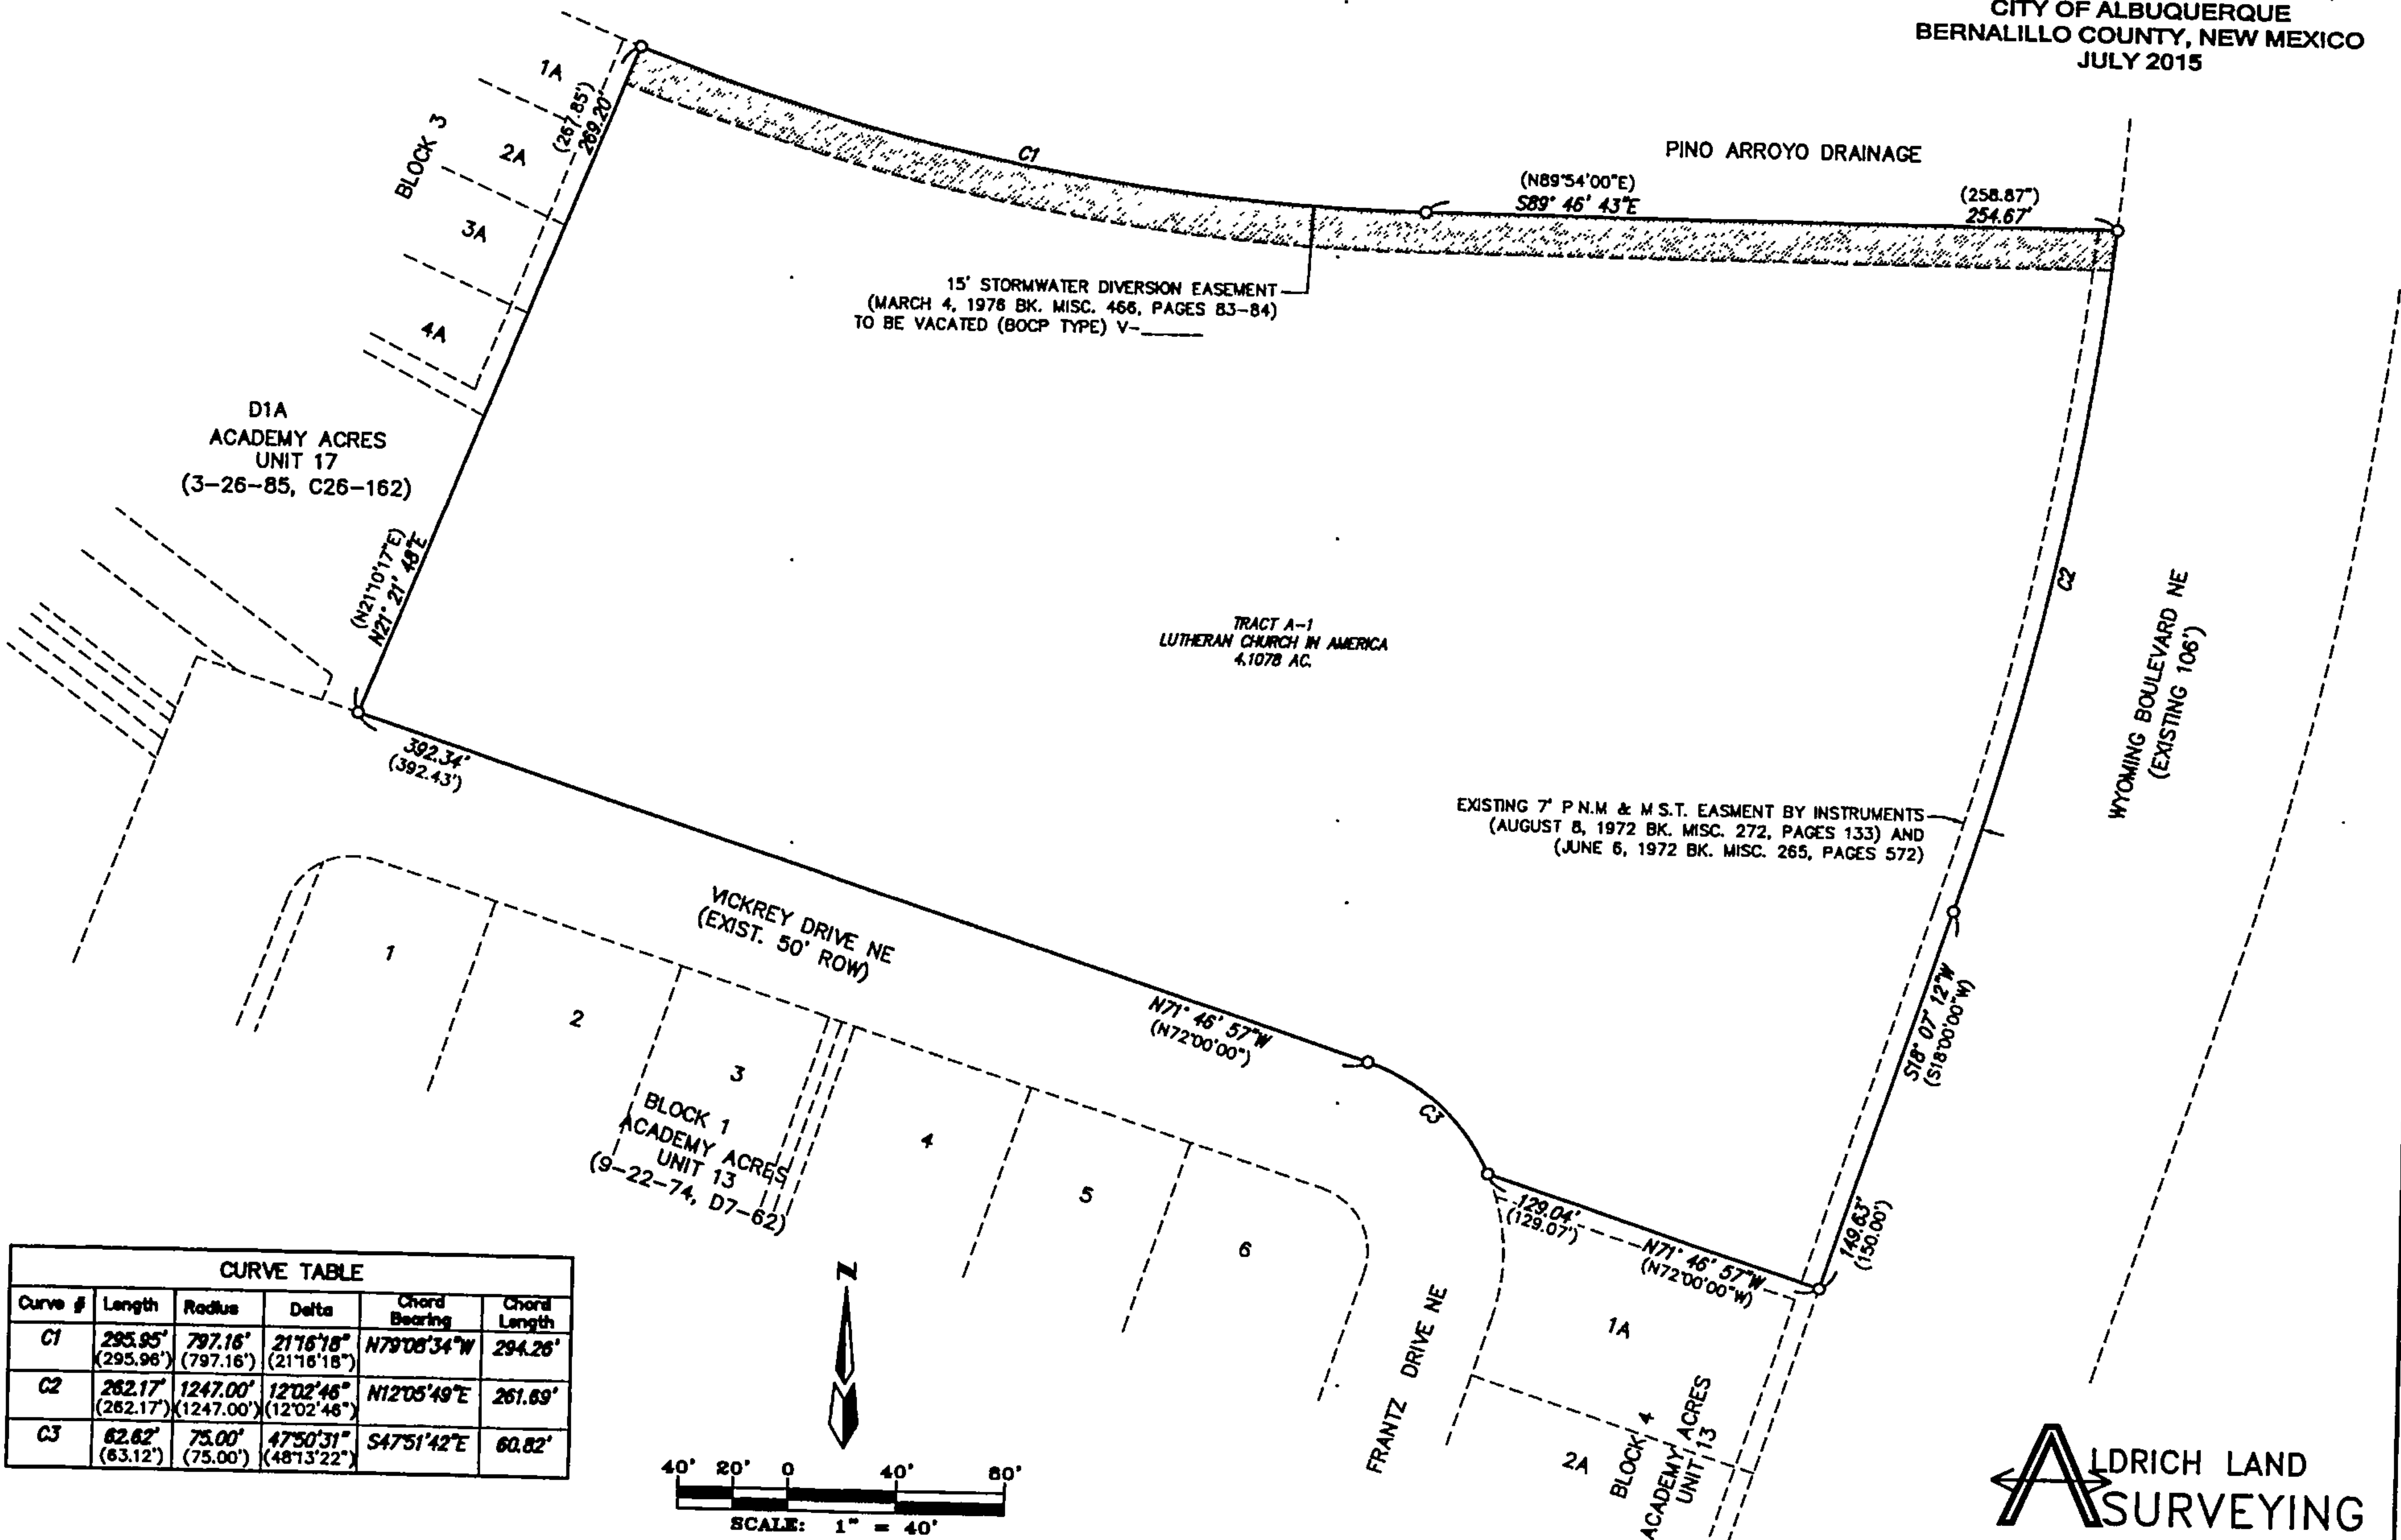 CITY OF ALBUQUERQUE
BERNALILLO COUNTY, NEW MEXICO
JULY 2015
1A
2A
3A
4A
BLOCK 3
(267.85')
269.20'
C1
PINO ARROYO DRAINAGE
(N89°54'00"E)
S89° 46' 43"E
(258.87")
254.67'
15' STORMWATER DIVERSION EASEMENT
(MARCH 4, 1976 BK. MISC. 466, PAGES 83-84)
TO BE VACATED (BOCP TYPE) V-______
D1A
ACADEMY ACRES
UNIT 17
(3-26-85, C26-162)
(N21°10'17"E)
N21° 21' 48"E
TRACT A-1
LUTHERAN CHURCH IN AMERICA
4.1078 AC.
C2
WYOMING BOULEVARD NE
(EXISTING 106')
392.34'
(392.43')
EXISTING 7' P N.M & M S.T. EASMENT BY INSTRUMENTS
(AUGUST 8, 1972 BK. MISC. 272, PAGES 133) AND
(JUNE 6, 1972 BK. MISC. 265, PAGES 572)
VICKREY DRIVE NE
(EXIST. 50' ROW)
N71° 46' 57"W
(N72°00'00")
S18° 07' 12"W
(S18°00'00"W)
1
2
3
BLOCK 1
ACADEMY ACRES
UNIT 13
(9-22-74, D7-62)
4
5
6
C3
129.04'
(129.07')
N71° 46' 57"W
(N72°00'00"W)
149.63'
(150.00')
FRANTZ DRIVE NE
1A
2A
BLOCK 4
ACADEMY ACRES
UNIT 13
CURVE TABLE
Curve # Length Radius Delta Chord Bearing Chord Length
C1 295.95' 797.16' 21°16'18" N79°08'34"W 294.26'
(295.96') (797.16') (21°16'18")
C2 262.17' 1247.00' 12°02'46" N12°05'49"E 261.69'
(262.17') (1247.00') (12°02'46")
C3 62.62' 75.00' 47°50'31" S47°51'42"E 60.82'
(63.12') (75.00') (48°13'22")
N
40' 20' 0 40' 80'
SCALE: 1" = 40'
ALDRICH LAND
SURVEYING